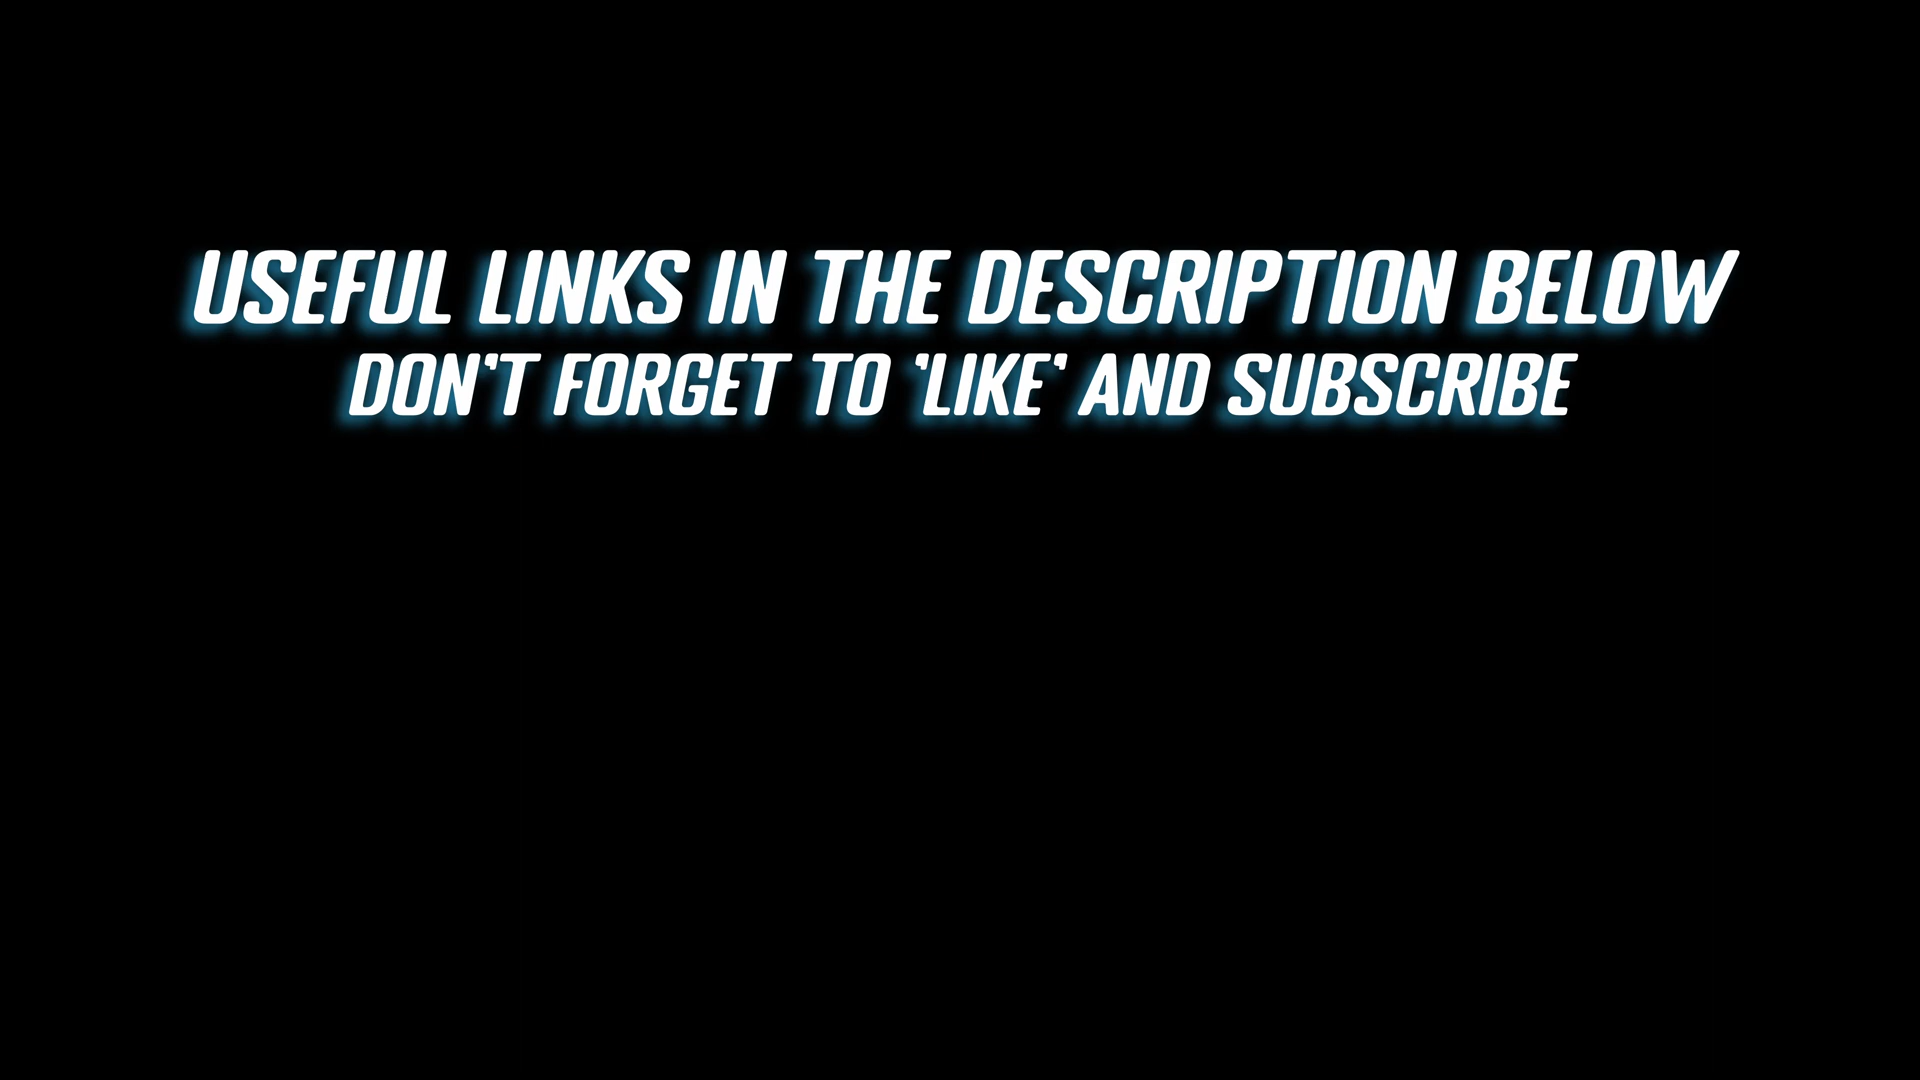 USEFUL LINKS IN THE DESCRIPTION BELOW
DON'T FORGET TO 'LIKE' AND SUBSCRIBE